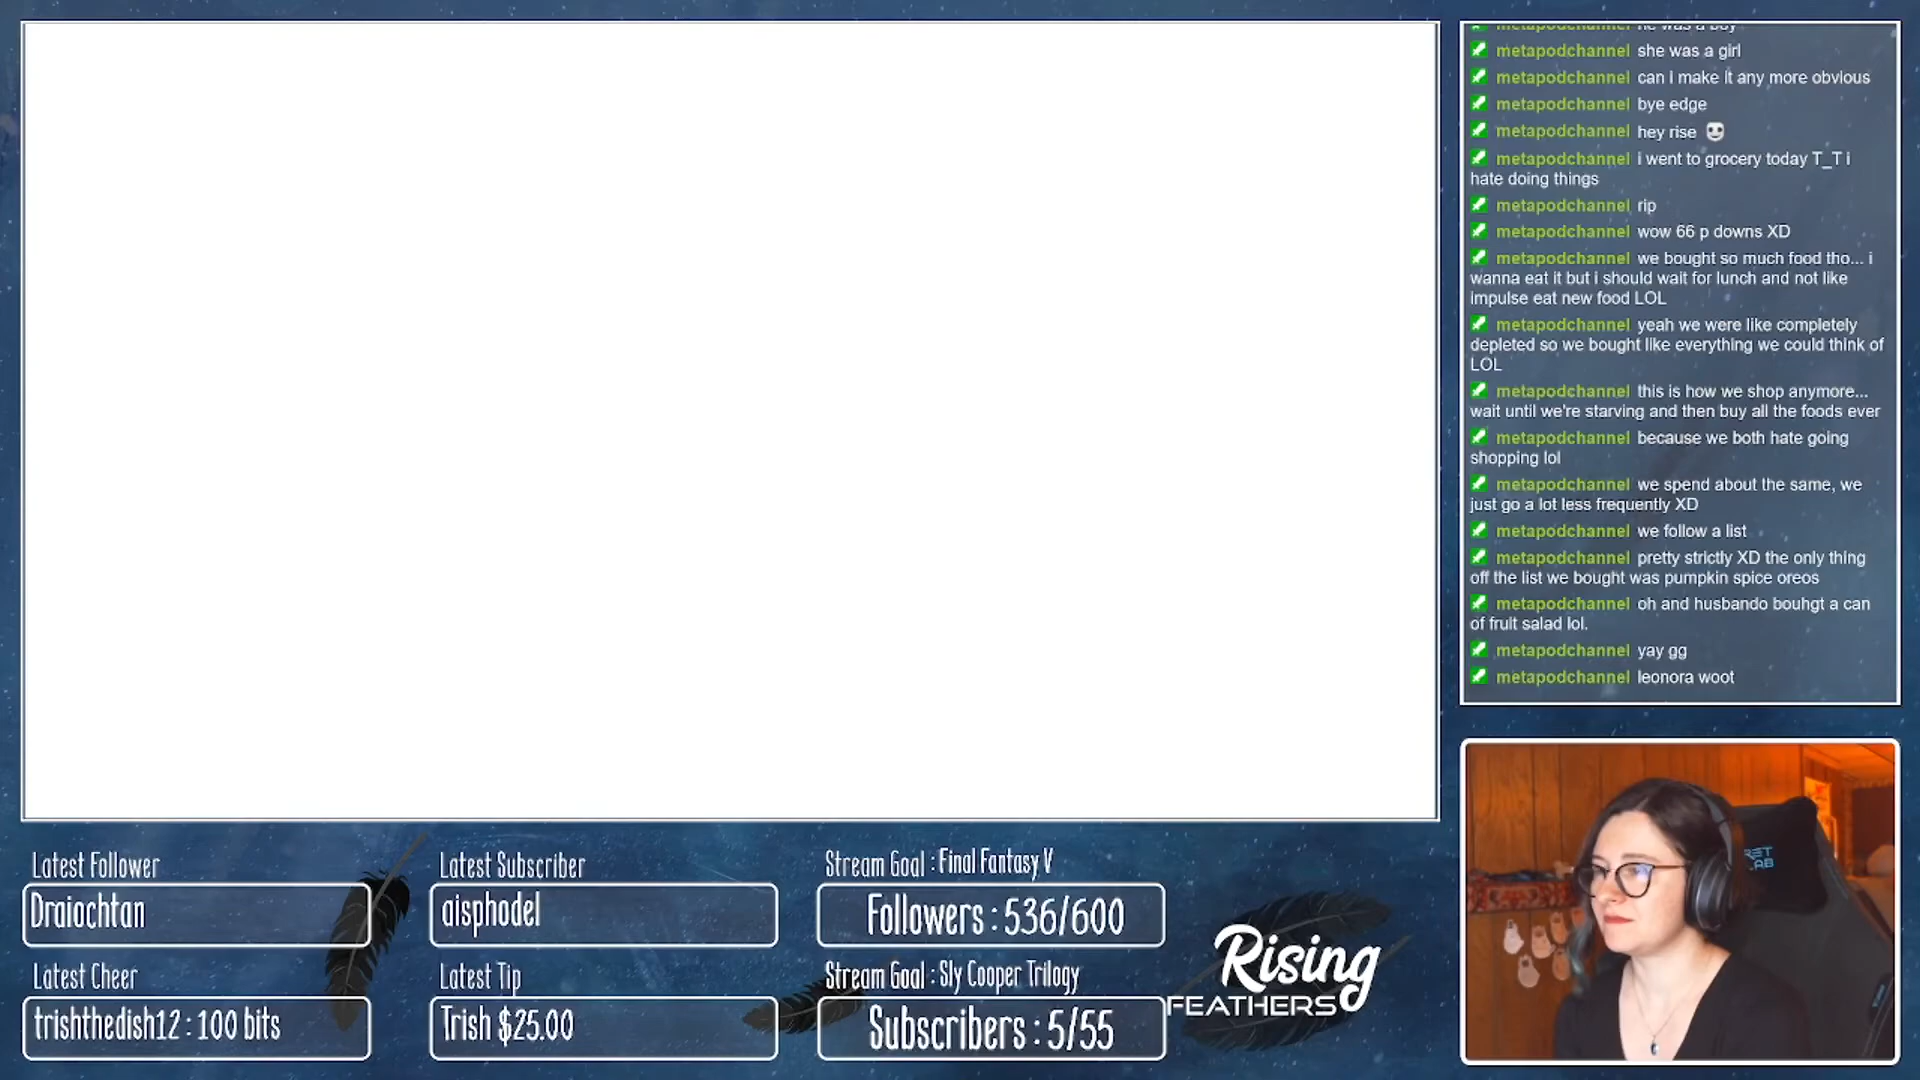 metapodchannel he was a boy
metapodchannel she was a girl
metapodchannel can i make it any more obvious
metapodchannel bye edge
metapodchannel hey rise
metapodchannel i went to grocery today T_T i
hate doing things
metapodchannel rip
metapodchannel wow 66 p downs XD
metapodchannel we bought so much food tho... i
wanna eat it but i should wait for lunch and not like
impulse eat new food LOL
metapodchannel yeah we were like completely
depleted so we bought like everything we could think of
LOL
metapodchannel this is how we shop anymore...
wait until we're starving and then buy all the foods ever
metapodchannel because we both hate going
shopping lol
metapodchannel we spend about the same, we
just go a lot less frequently XD
metapodchannel we follow a list
metapodchannel pretty strictly XD the only thing
off the list we bought was pumpkin spice oreos
metapodchannel oh and husbando bouhgt a can
of fruit salad lol.
metapodchannel yay gg
metapodchannel leonora woot
Latest Follower
Draiochtan
Latest Subscriber
aisphodel
Stream Goal : Final Fantasy V
Followers : 536/600
Latest Cheer
trishthedish12 : 100 bits
Latest Tip
Trish $25.00
Stream Goal : Sly Cooper Trilogy
Subscribers : 5/55
Rising
FEATHERS